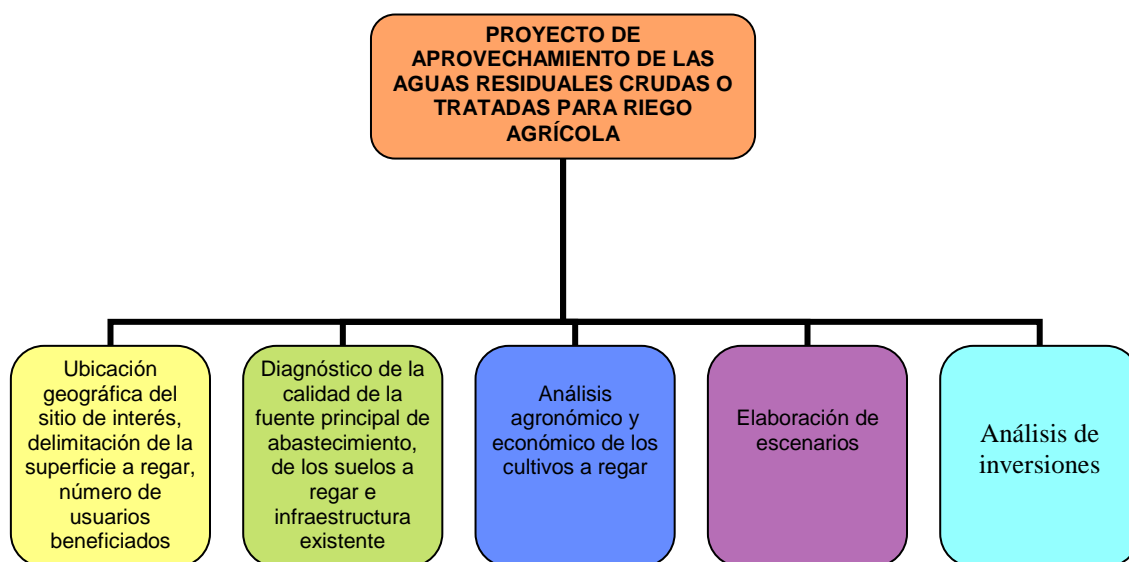 PROYECTO DE
APROVECHAMIENTO DE LAS
AGUAS RESIDUALES CRUDAS O
TRATADAS PARA RIEGO
AGRÍCOLA
Ubicación
geográfica del
sitio de interés,
delimitación de la
superficie a regar,
número de
usuarios
beneficiados
Diagnóstico de la
calidad de la
fuente principal de
abastecimiento,
de los suelos a
regar e
infraestructura
existente
Análisis
agronómico y
económico de los
cultivos a regar
Elaboración de
escenarios
Análisis de
inversiones